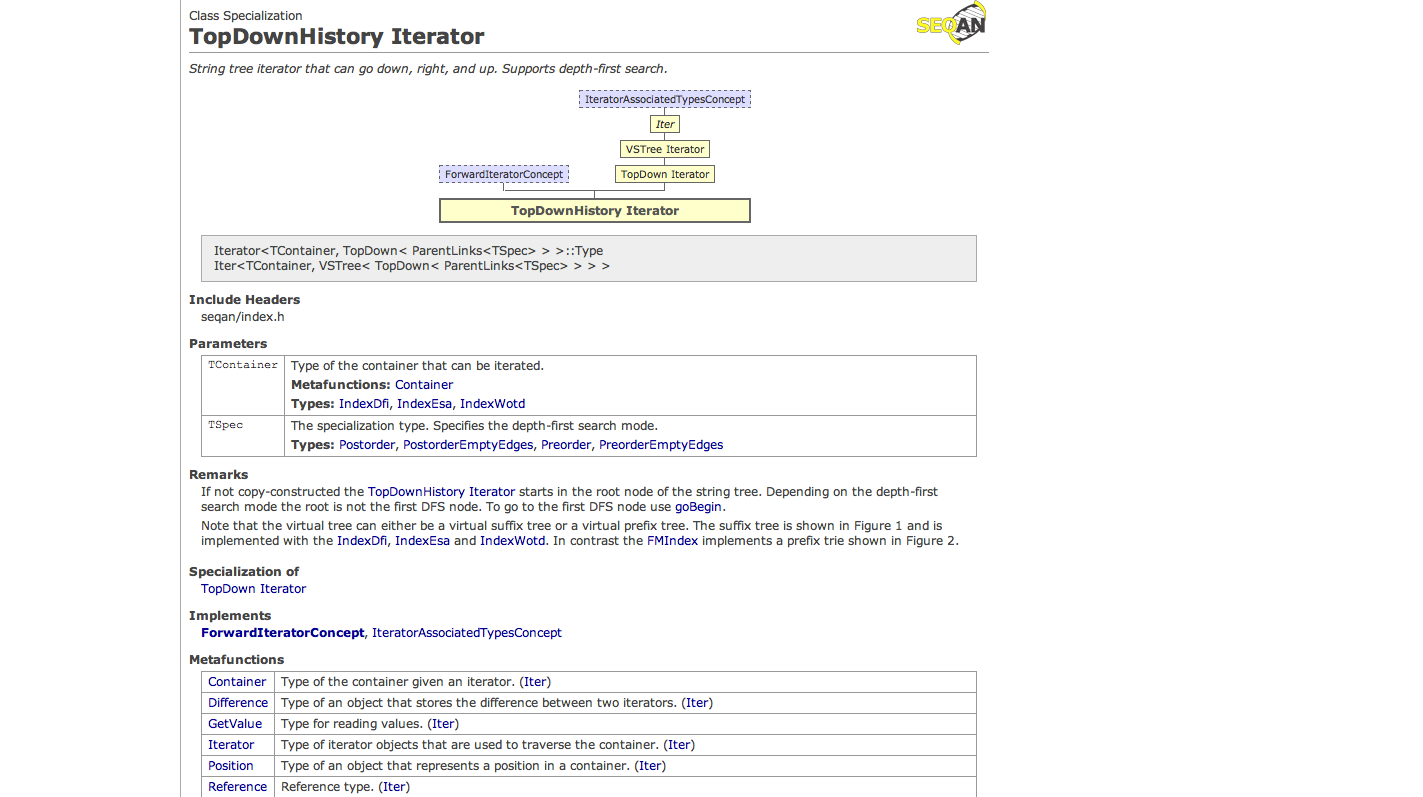 Class Specialization
TopDownHistory Iterator
SEQAN
String tree iterator that can go down, right, and up. Supports depth-first search.
IteratorAssociatedTypesConcept
Iter
VSTree Iterator
ForwardIteratorConcept
TopDown Iterator
TopDownHistory Iterator
Iterator<TContainer, TopDown< ParentLinks<TSpec> > >::Type
Iter<TContainer, VSTree< TopDown< ParentLinks<TSpec> > > >
Include Headers
seqan/index.h
Parameters
TContainer Type of the container that can be iterated.
Metafunctions: Container
Types: IndexDfi, IndexEsa, IndexWotd
TSpec The specialization type. Specifies the depth-first search mode.
Types: Postorder, PostorderEmptyEdges, Preorder, PreorderEmptyEdges
Remarks
If not copy-constructed the TopDownHistory Iterator starts in the root node of the string tree. Depending on the depth-first
search mode the root is not the first DFS node. To go to the first DFS node use goBegin.
Note that the virtual tree can either be a virtual suffix tree or a virtual prefix tree. The suffix tree is shown in Figure 1 and is
implemented with the IndexDfi, IndexEsa and IndexWotd. In contrast the FMIndex implements a prefix trie shown in Figure 2.
Specialization of
TopDown Iterator
Implements
ForwardIteratorConcept, IteratorAssociatedTypesConcept
Metafunctions
Container Type of the container given an iterator. (Iter)
Difference Type of an object that stores the difference between two iterators. (Iter)
GetValue Type for reading values. (Iter)
Iterator Type of iterator objects that are used to traverse the container. (Iter)
Position Type of an object that represents a position in a container. (Iter)
Reference Reference type. (Iter)